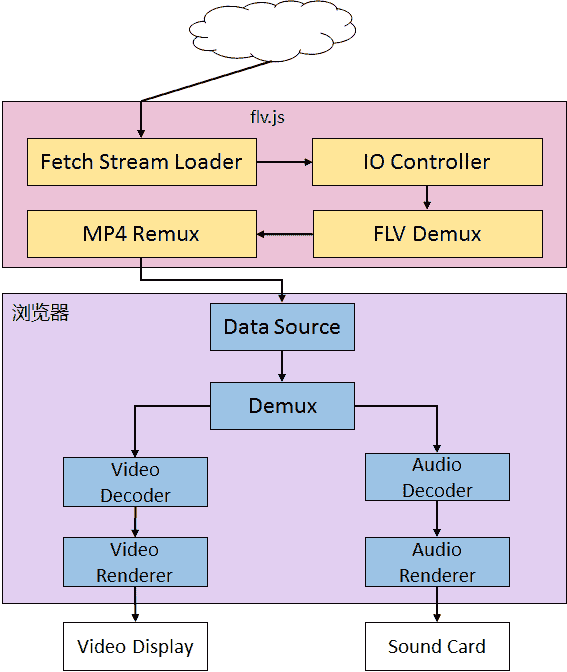 flv.js
Fetch Stream Loader
IO Controller
MP4 Remux
FLV Demux
浏览器
Data Source
Demux
Video
Decoder
Audio
Decoder
Video
Renderer
Audio
Renderer
Video Display
Sound Card